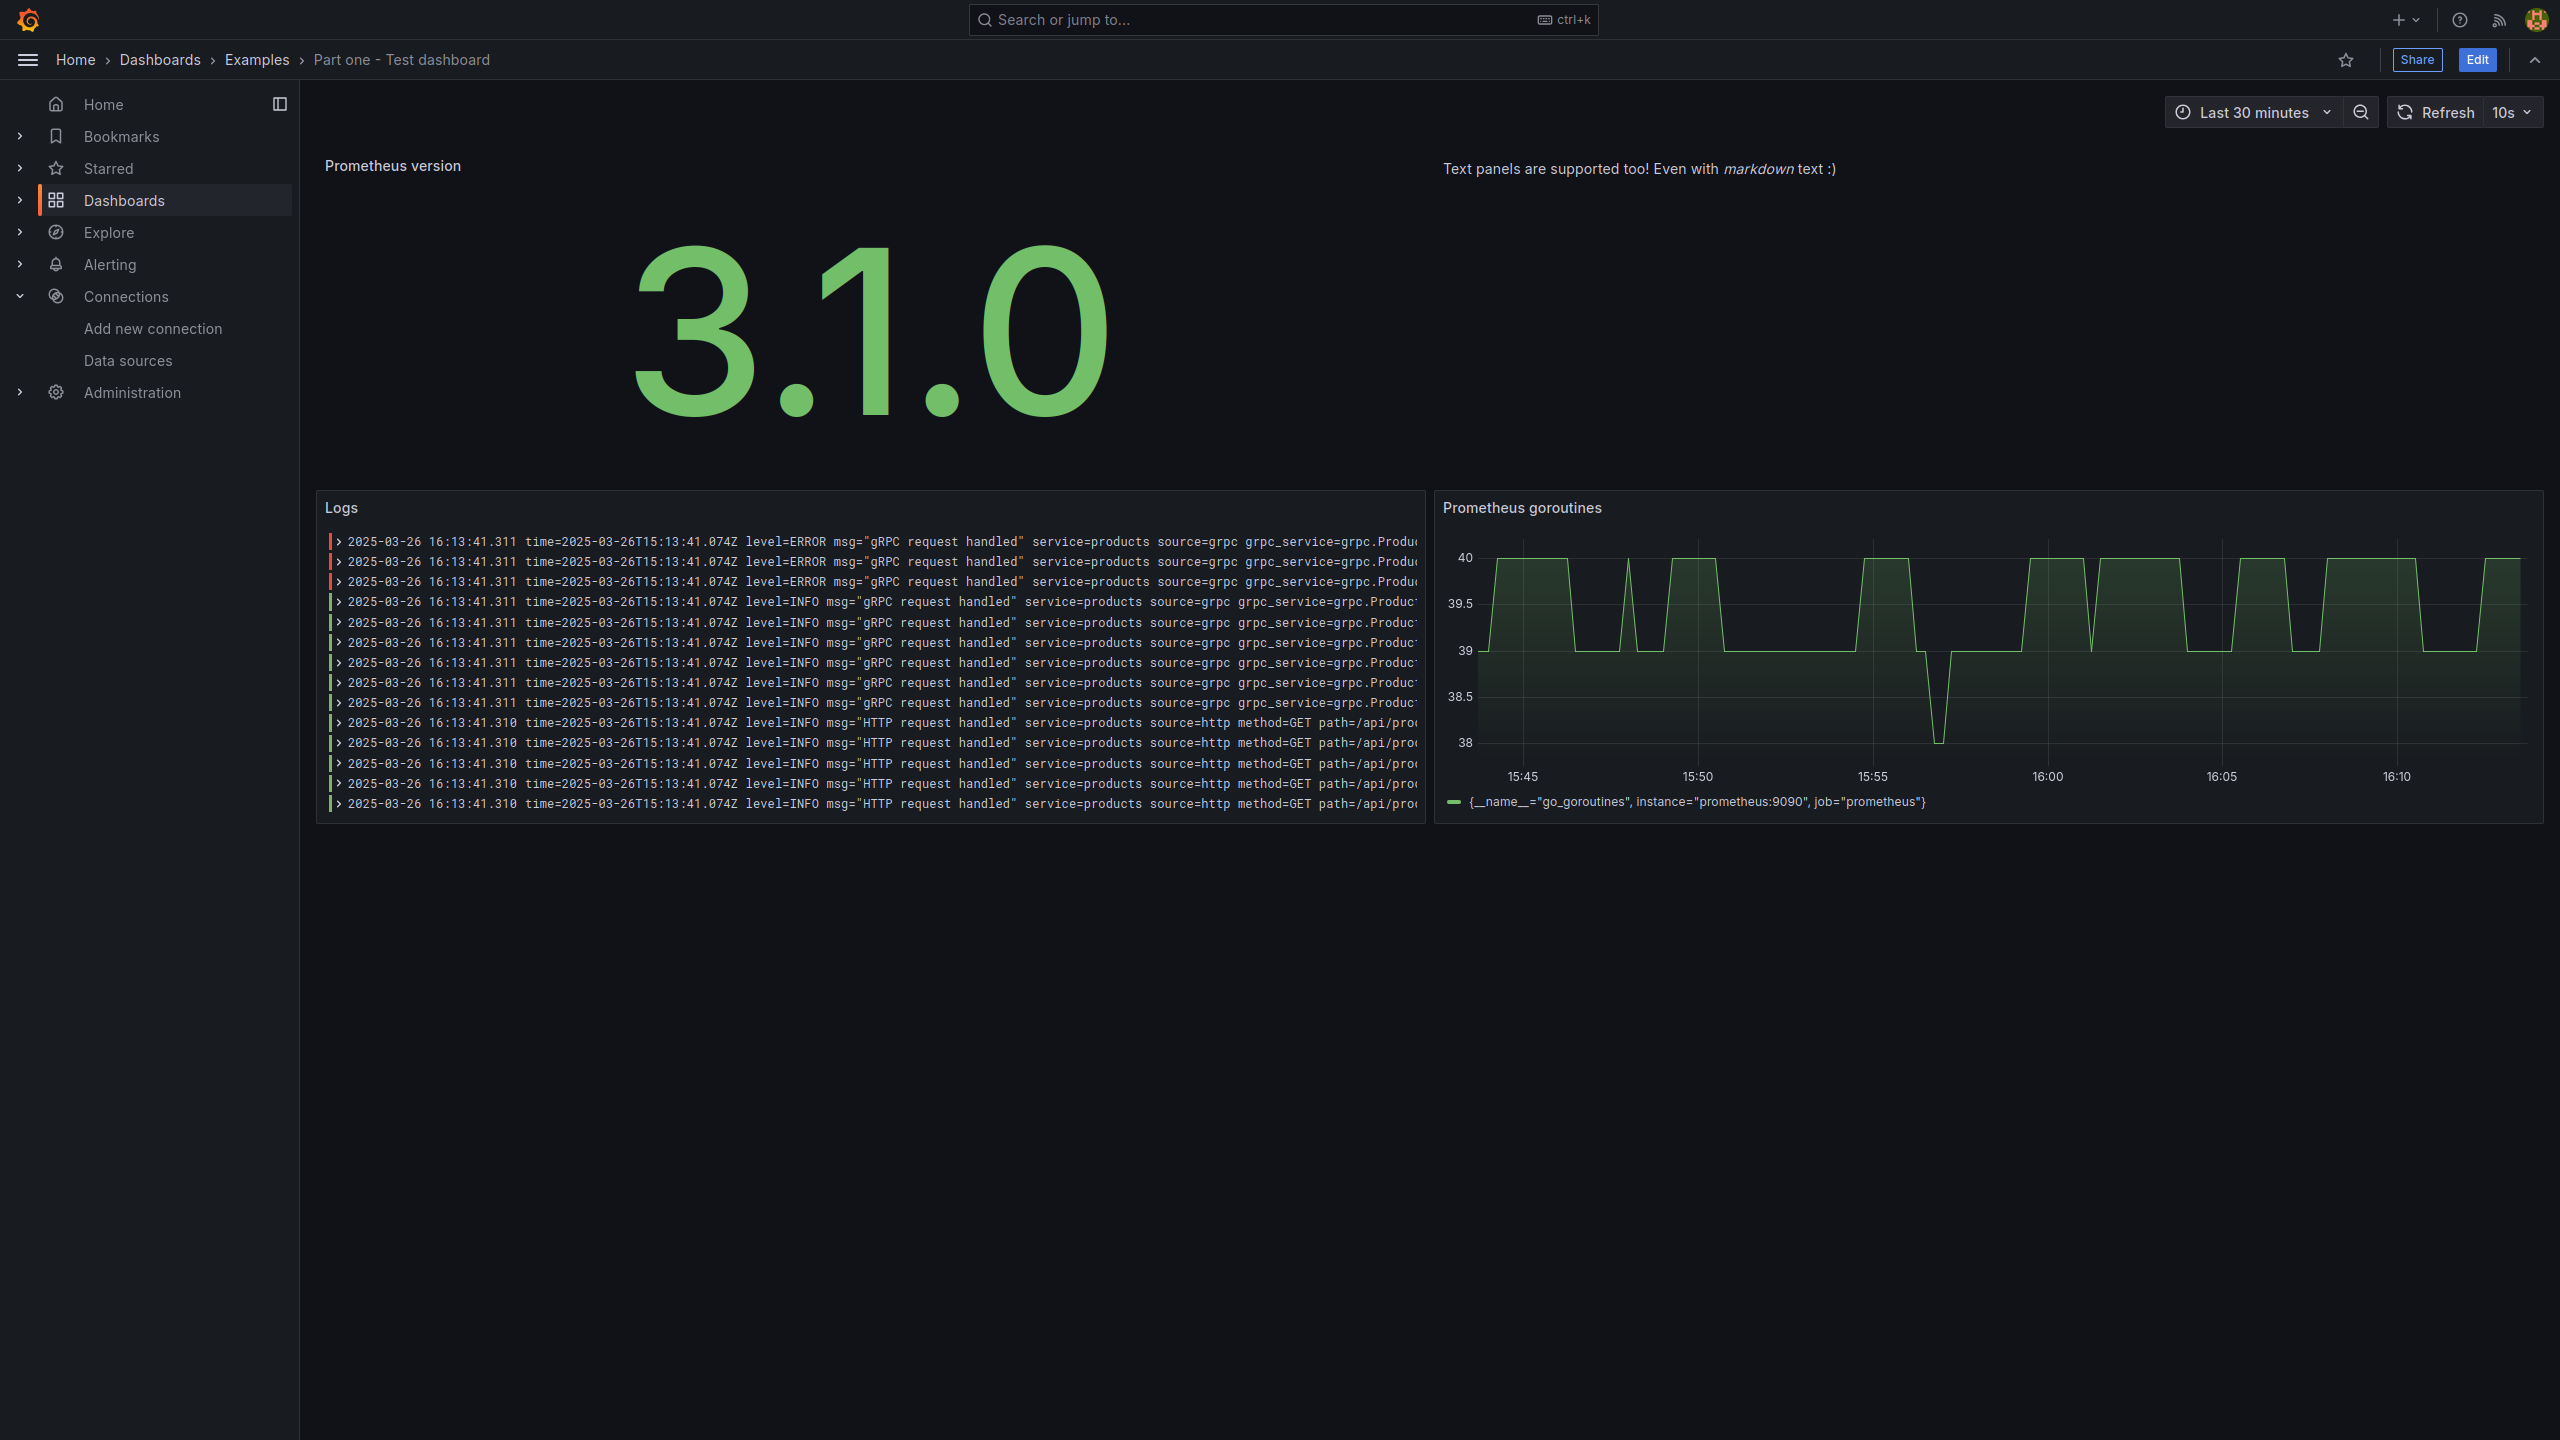 Search or jump to...
ctrl+k
Home › Dashboards › Examples › Part one - Test dashboard
Share
Edit
Home
Bookmarks
Starred
Dashboards
Explore
Alerting
Connections
Add new connection
Data sources
Administration
Last 30 minutes
Refresh
10s
Prometheus version
3.1.0
Text panels are supported too! Even with markdown text :)
Logs
2025-03-26 16:13:41.311 time=2025-03-26T15:13:41.074Z level=ERROR msg="gRPC request handled" service=products source=grpc grpc_service=grpc.Produc
2025-03-26 16:13:41.311 time=2025-03-26T15:13:41.074Z level=ERROR msg="gRPC request handled" service=products source=grpc grpc_service=grpc.Produc
2025-03-26 16:13:41.311 time=2025-03-26T15:13:41.074Z level=ERROR msg="gRPC request handled" service=products source=grpc grpc_service=grpc.Produc
2025-03-26 16:13:41.311 time=2025-03-26T15:13:41.074Z level=INFO msg="gRPC request handled" service=products source=grpc grpc_service=grpc.Product
2025-03-26 16:13:41.311 time=2025-03-26T15:13:41.074Z level=INFO msg="gRPC request handled" service=products source=grpc grpc_service=grpc.Product
2025-03-26 16:13:41.311 time=2025-03-26T15:13:41.074Z level=INFO msg="gRPC request handled" service=products source=grpc grpc_service=grpc.Product
2025-03-26 16:13:41.311 time=2025-03-26T15:13:41.074Z level=INFO msg="gRPC request handled" service=products source=grpc grpc_service=grpc.Product
2025-03-26 16:13:41.311 time=2025-03-26T15:13:41.074Z level=INFO msg="gRPC request handled" service=products source=grpc grpc_service=grpc.Product
2025-03-26 16:13:41.311 time=2025-03-26T15:13:41.074Z level=INFO msg="gRPC request handled" service=products source=grpc grpc_service=grpc.Product
2025-03-26 16:13:41.310 time=2025-03-26T15:13:41.074Z level=INFO msg="HTTP request handled" service=products source=http method=GET path=/api/prod
2025-03-26 16:13:41.310 time=2025-03-26T15:13:41.074Z level=INFO msg="HTTP request handled" service=products source=http method=GET path=/api/prod
2025-03-26 16:13:41.310 time=2025-03-26T15:13:41.074Z level=INFO msg="HTTP request handled" service=products source=http method=GET path=/api/prod
2025-03-26 16:13:41.310 time=2025-03-26T15:13:41.074Z level=INFO msg="HTTP request handled" service=products source=http method=GET path=/api/prod
2025-03-26 16:13:41.310 time=2025-03-26T15:13:41.074Z level=INFO msg="HTTP request handled" service=products source=http method=GET path=/api/prod
Prometheus goroutines
40
39.5
39
38.5
38
15:45 15:50 15:55 16:00 16:05 16:10
{__name__="go_goroutines", instance="prometheus:9090", job="prometheus"}